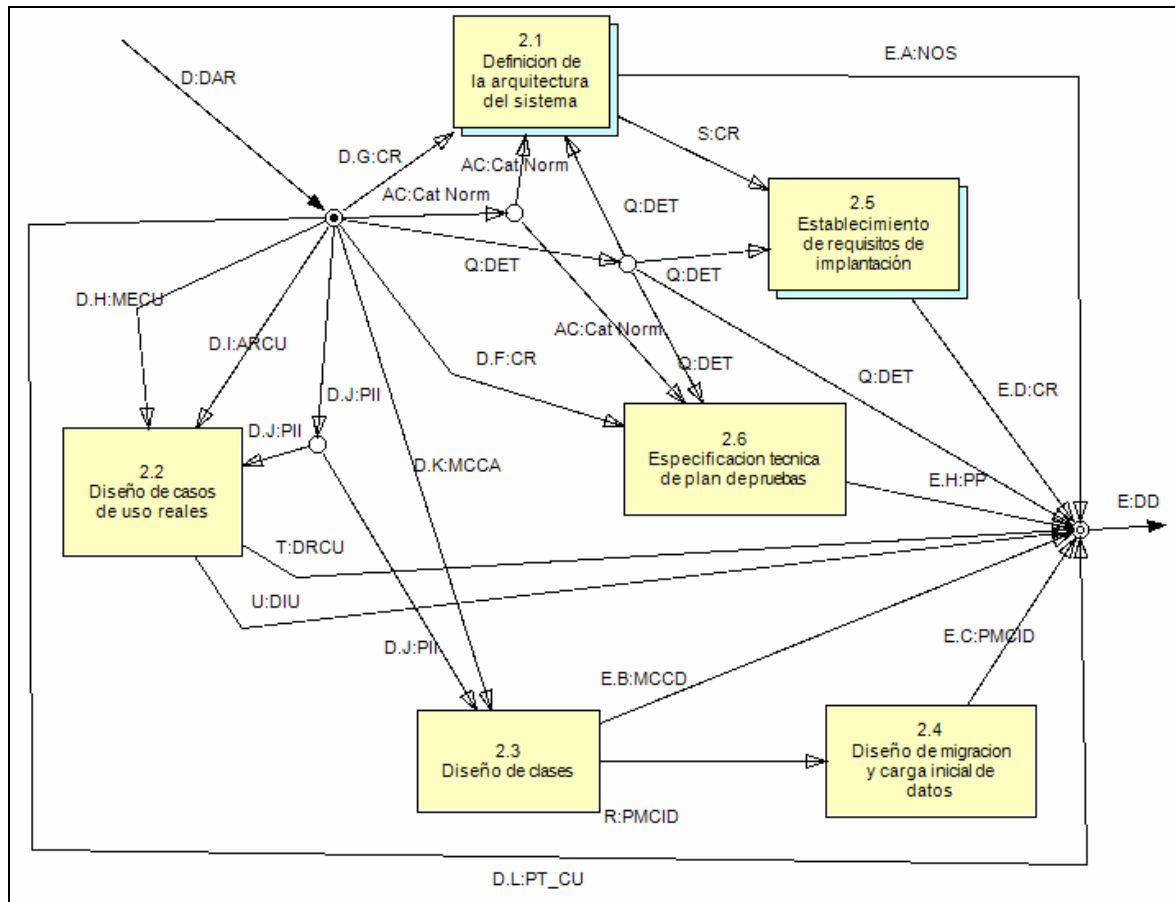 2.1
Definicion de
la arquitectura
del sistema
E.A:NOS
D:DAR
S:CR
D.G:CR
AC:Cat Norm
AC:Cat Norm
2.5
Establecimiento
de requisitos de
implantación
Q:DET
Q:DET
Q:DET
D.H:MECU
AC:Cat Norm
D.I:ARCU
D.F:CR
Q:DET
Q:DET
D.J:PII
E.D:CR
D.J:PII
2.6
Especificacion tecnica
de plan de pruebas
2.2
Diseño de casos
de uso reales
D.K:MCCA
E.H:PP
E:DD
T:DRCU
U:DIU
D.J:PII
E.C:PMCID
E.B:MCCD
2.3
Diseño de clases
2.4
Diseño de migracion
y carga inicial de
datos
R:PMCID
D.L:PT_CU